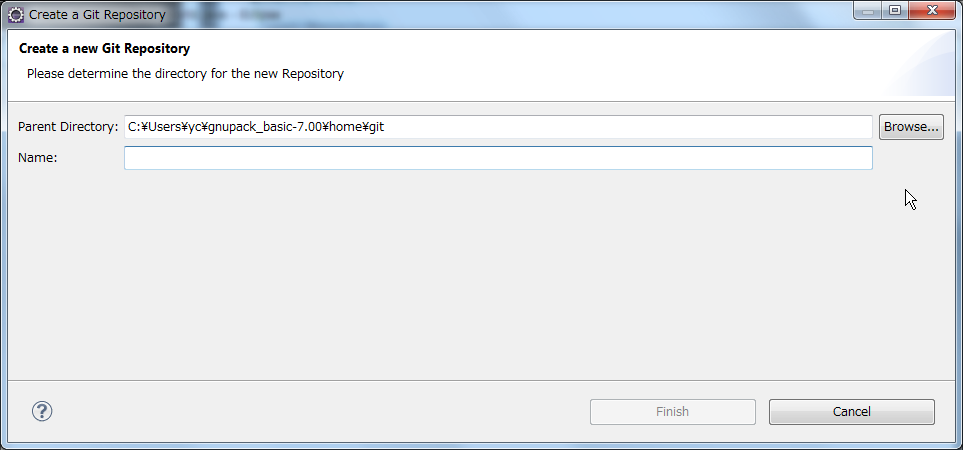 Create a Git Repository
Create a new Git Repository
Please determine the directory for the new Repository
Parent Directory: C:¥Users¥yc¥gnupack_basic-7.00¥home¥git Browse...
Name:
Finish Cancel